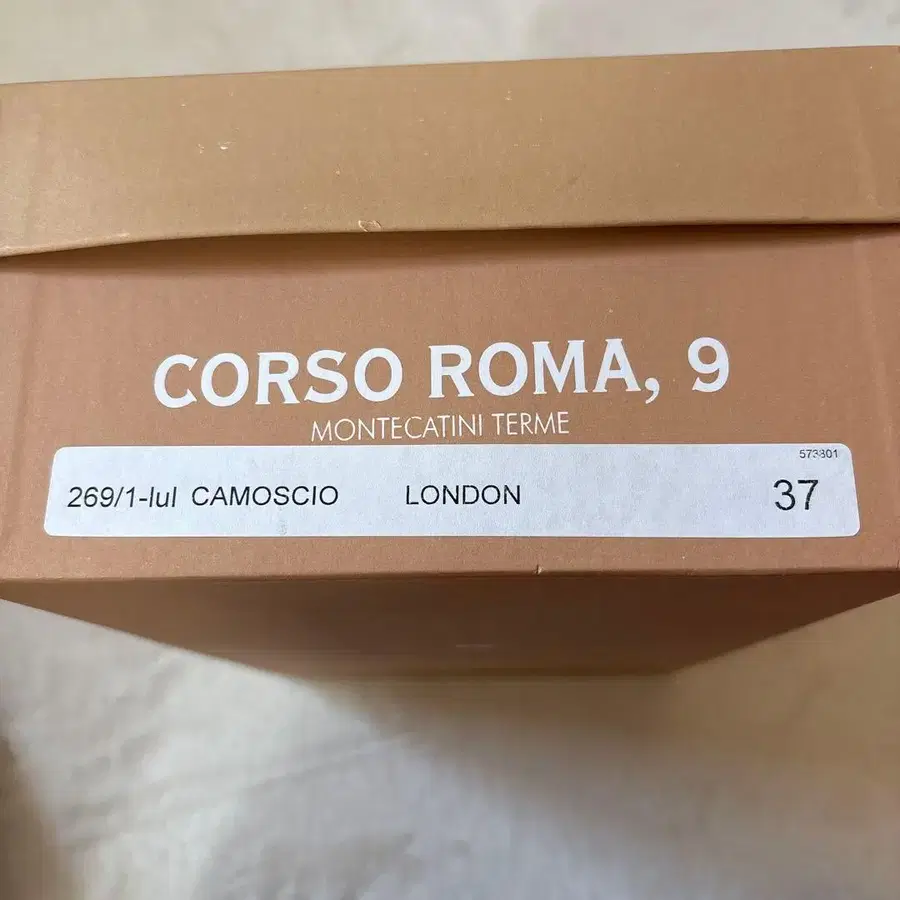 CORSO ROMA, 9
MONTECATINI TERME
573801
269/1-lul CAMOSCIO LONDON 37